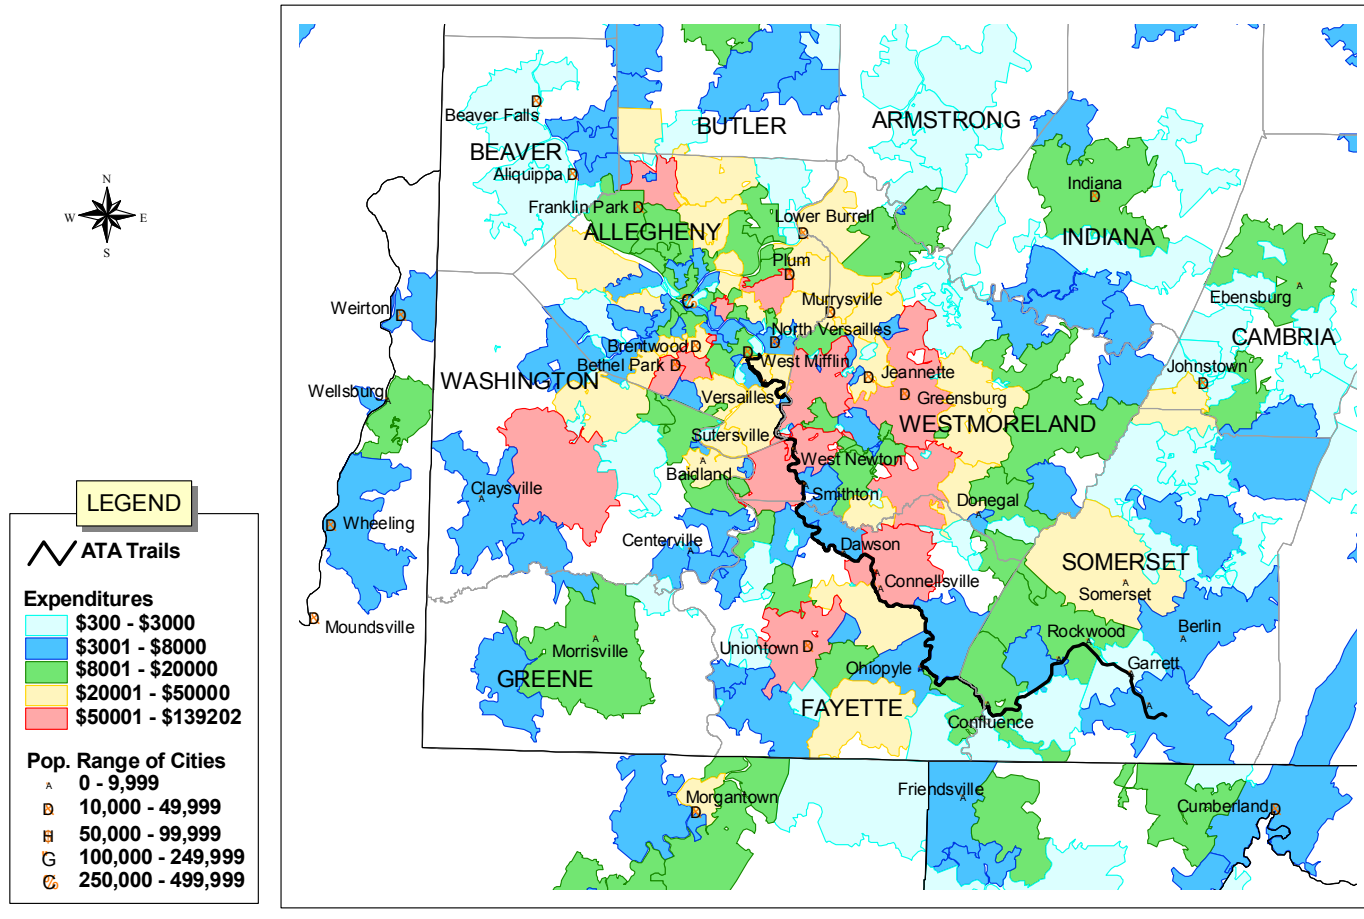 N
W
E
S
LEGEND
ATA Trails
Expenditures
$300 - $3000
$3001 - $8000
$8001 - $20000
$20001 - $50000
$50001 - $139202
Pop. Range of Cities
A 0 - 9,999
D 10,000 - 49,999
H 50,000 - 99,999
G 100,000 - 249,999
C 250,000 - 499,999
Beaver Falls
BEAVER
Aliquippa
BUTLER
ARMSTRONG
Franklin Park
ALLEGHENY
Lower Burrell
Indiana
INDIANA
Plum
Weirton
Murrysville
Ebensburg
CAMBRIA
North Versailles
Brentwood
Bethel Park
West Mifflin
Jeannette
Johnstown
WASHINGTON
Wellsburg
Versailles
Greensburg
WESTMORELAND
Sutersville
West Newton
Baidland
Claysville
Smithton
Donegal
Wheeling
Centerville
Dawson
Connellsville
SOMERSET
Somerset
Moundsville
Morrisville
Uniontown
Rockwood
Berlin
GREENE
Ohiopyle
Garrett
FAYETTE
Confluence
Morgantown
Friendsville
Cumberland